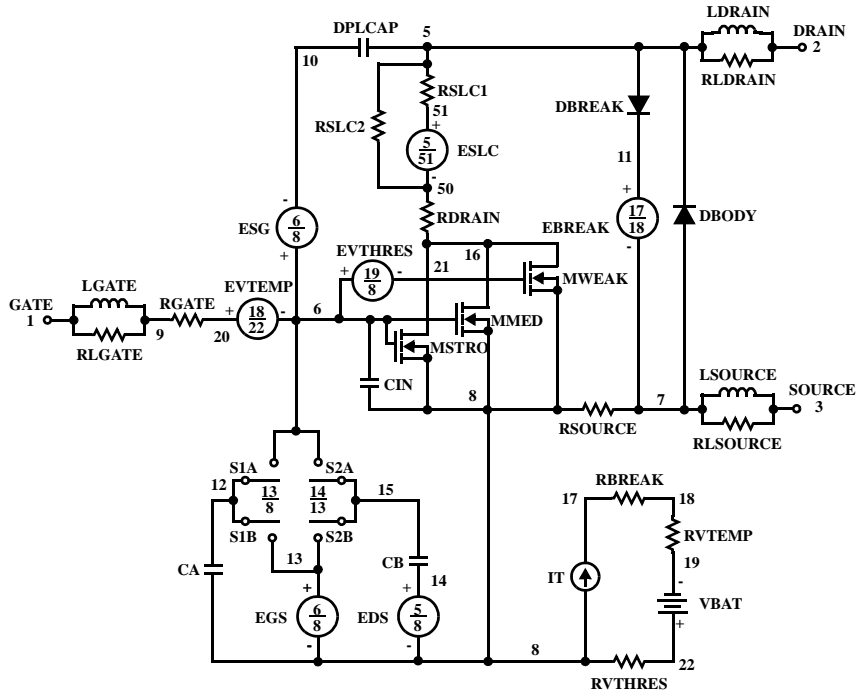 LDRAIN
DPLCAP 5 DRAIN
10 2
RSLC1 RLDRAIN
51 DBREAK
RSLC2 +
5
51
ESLC
11
-
50
- +
ESG 6
8
RDRAIN EBREAK 17
18
DBODY
+ EVTHRES 16 -
+ 19
8
- 21 MWEAK
LGATE EVTEMP
GATE RGATE + 18
22
- 6 MMED
1 9 20
RLGATE MSTRO
LSOURCE
CIN 8 7 SOURCE
3
RSOURCE
RLSOURCE
S1A S2A
12 13
8
14
13
15 RBREAK
17 18
S1B S2B RVTEMP
13 CB 19
CA 14 IT -
+ + VBAT
EGS 6
8
EDS 5
8
+
- - 8 22
RVTHRES